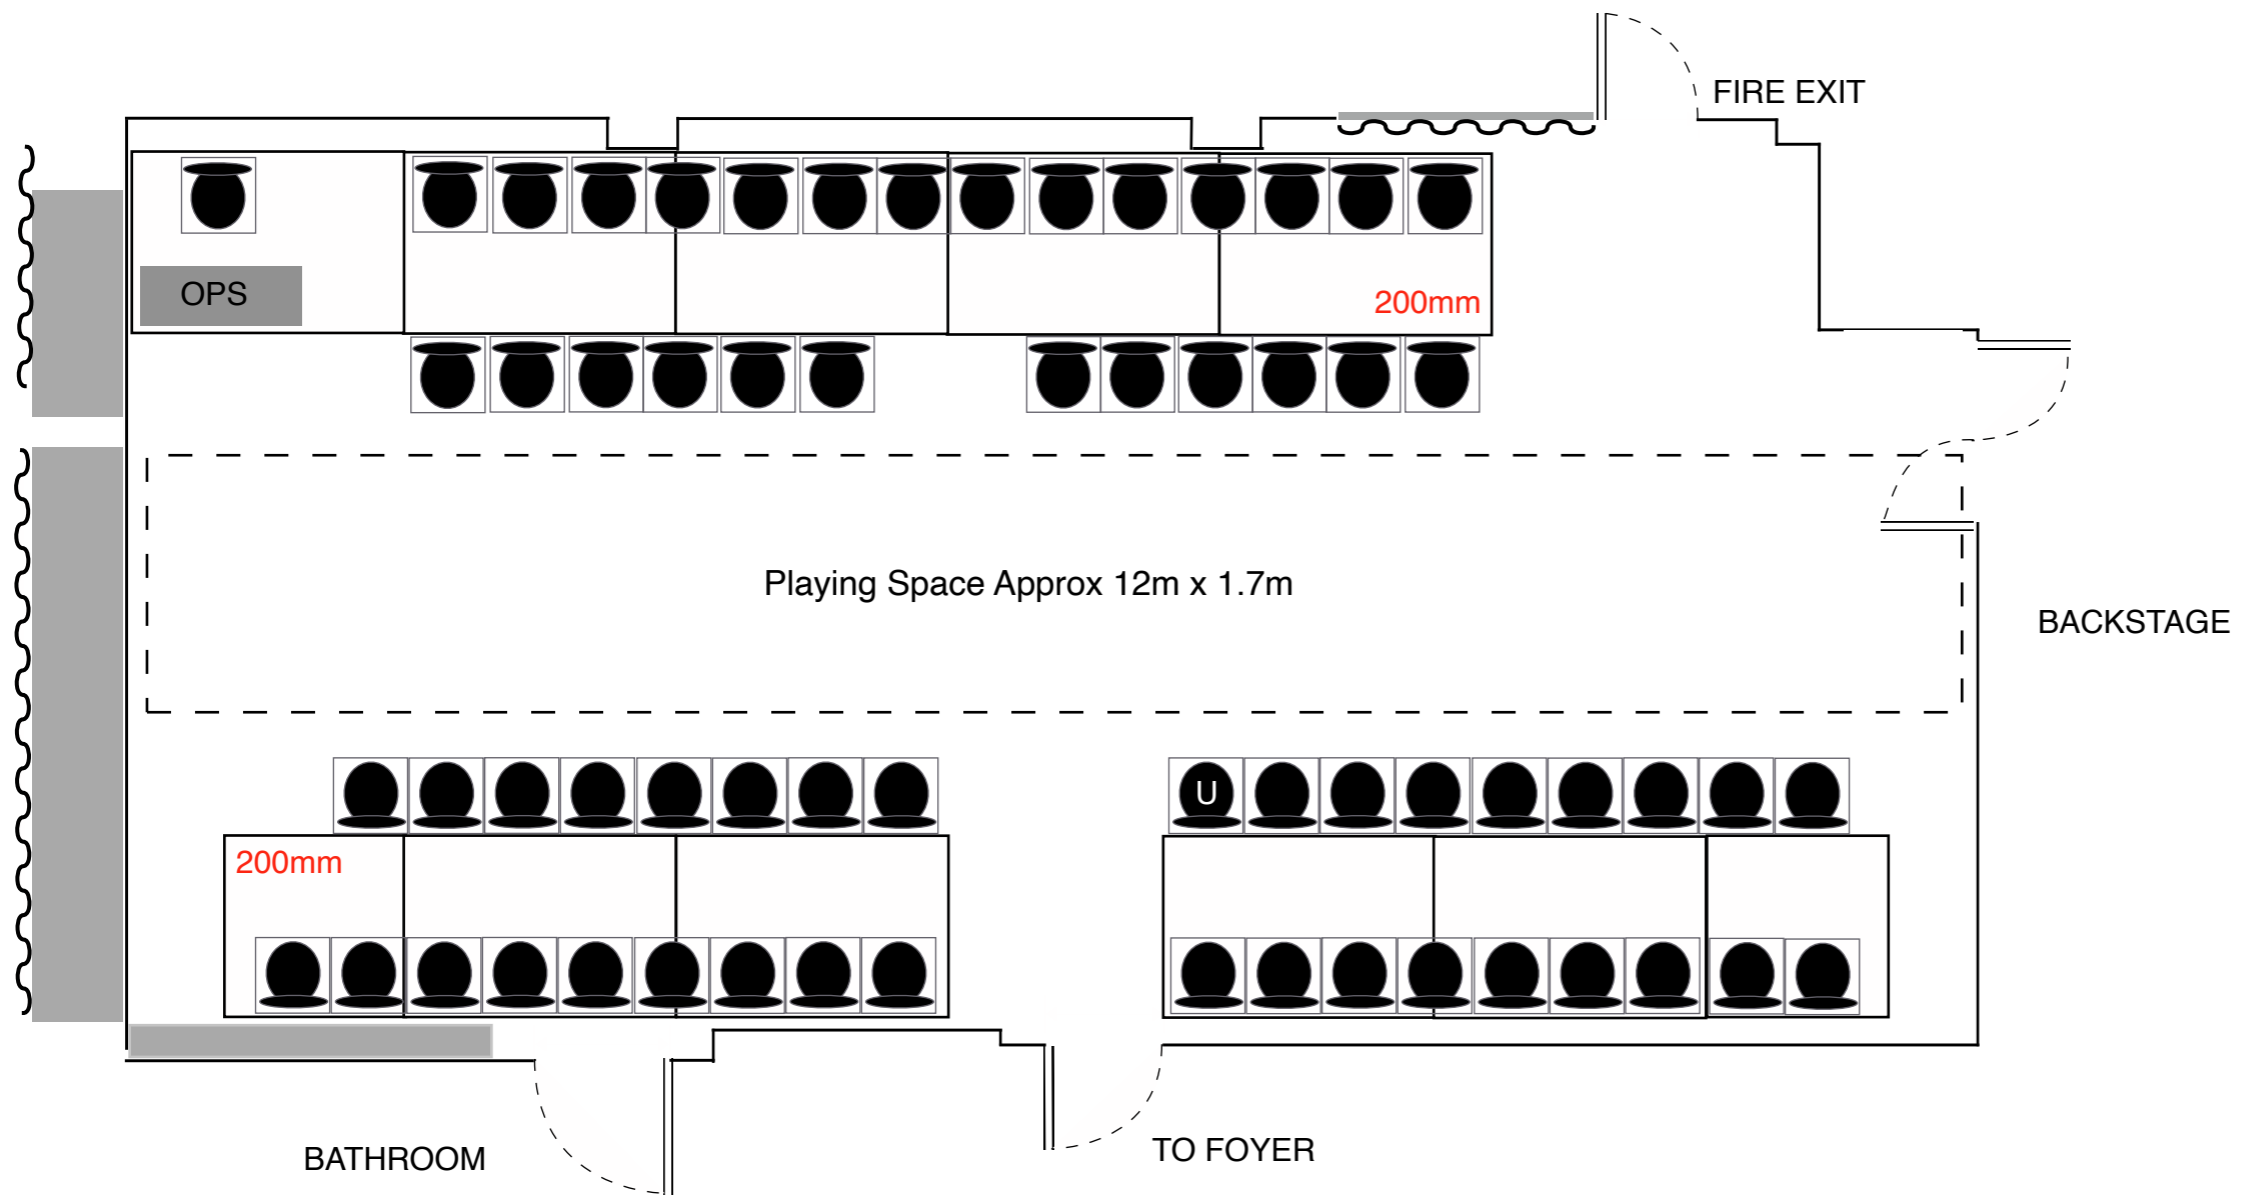 FIRE EXIT
OPS
200mm
Playing Space Approx 12m x 1.7m
BACKSTAGE
U
200mm
BATHROOM
TO FOYER